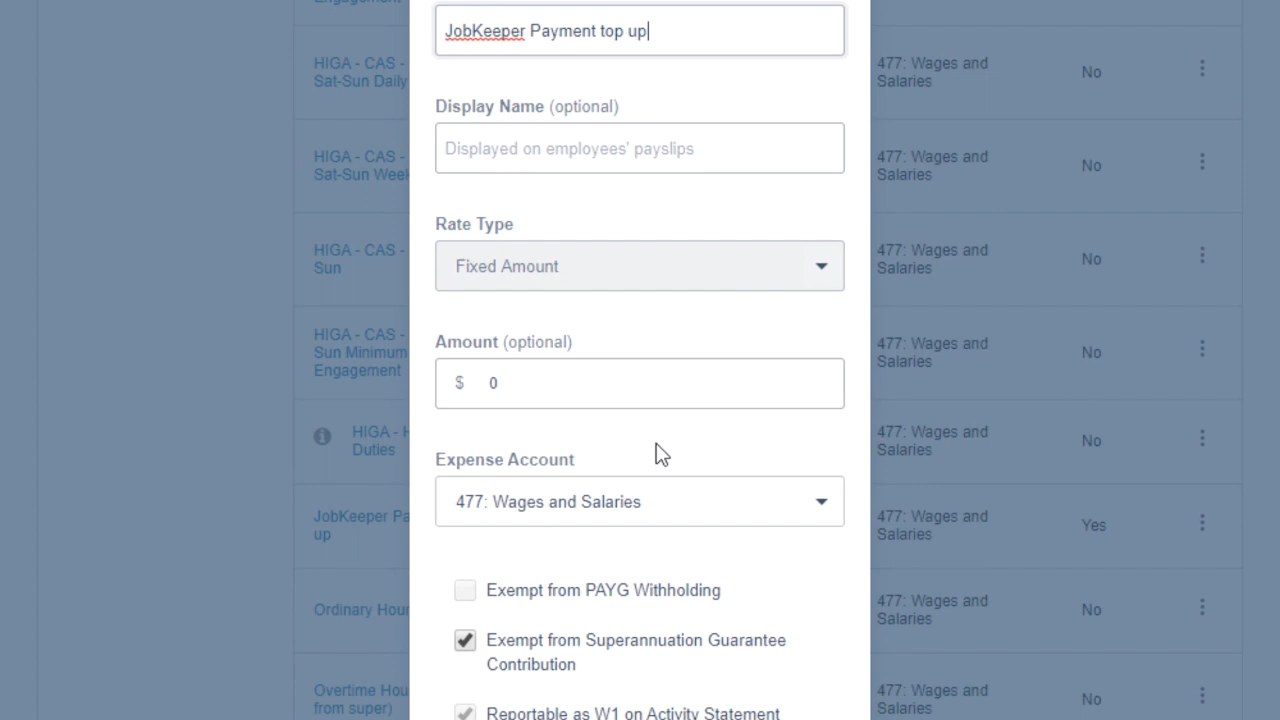 Engagement
HIGA - CAS -
Sat-Sun Daily
477: Wages and
Salaries
No
HIGA - CAS -
Sat-Sun Week
477: Wages and
Salaries
No
HIGA - CAS -
Sun
477: Wages and
Salaries
No
HIGA - CAS -
Sun Minimum
Engagement
477: Wages and
Salaries
No
HIGA - H
Duties
477: Wages and
Salaries
No
JobKeeper Pa
up
477: Wages and
Salaries
Yes
Ordinary Hour
477: Wages and
Salaries
No
Overtime Hou
from super)
477: Wages and
Salaries
No
JobKeeper Payment top up
Display Name (optional)
Displayed on employees' payslips
Rate Type
Fixed Amount
Amount (optional)
$ 0
Expense Account
477: Wages and Salaries
Exempt from PAYG Withholding
Exempt from Superannuation Guarantee
Contribution
Reportable as W1 on Activity Statement